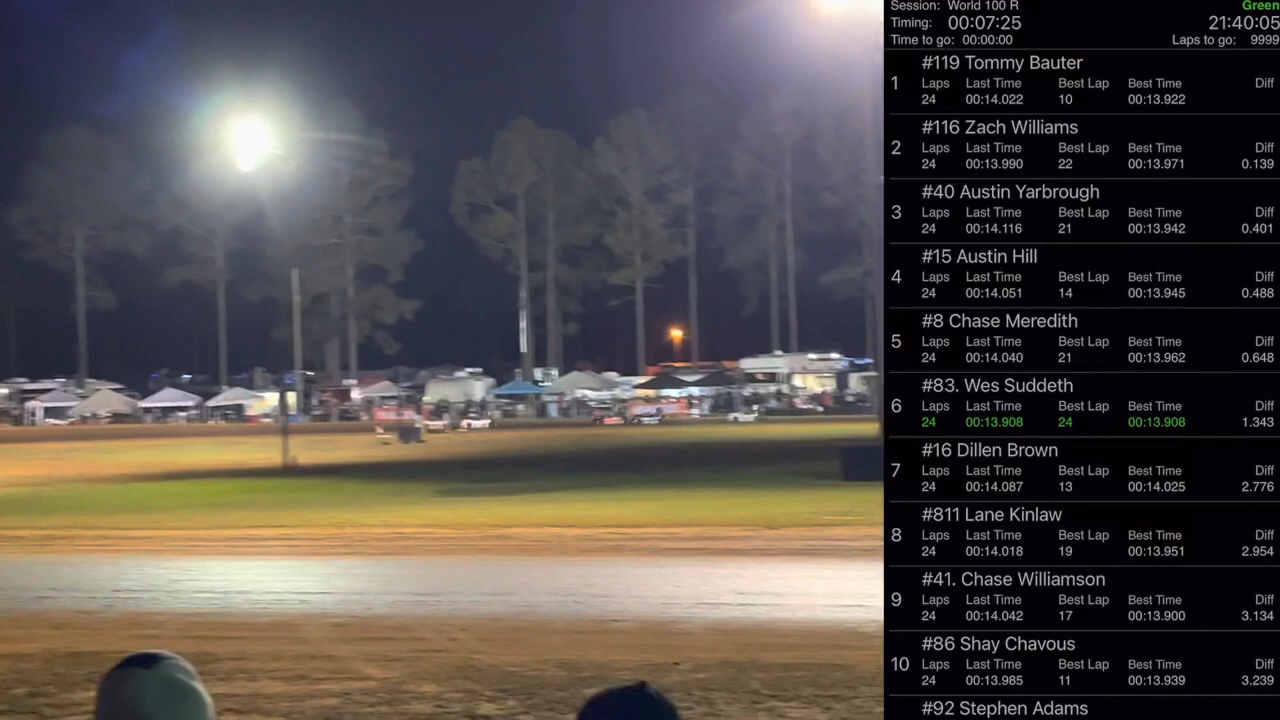 Session: World 100 R Green
Timing: 00:07:25 21:40:05
Time to go: 00:00:00 Laps to go: 9999
#119 Tommy Bauter
1 Laps Last Time Best Lap Best Time Diff
24 00:14.022 10 00:13.922
#116 Zach Williams
2 Laps Last Time Best Lap Best Time Diff
24 00:13.990 22 00:13.971 0.139
#40 Austin Yarbrough
3 Laps Last Time Best Lap Best Time Diff
24 00:14.116 21 00:13.942 0.401
#15 Austin Hill
4 Laps Last Time Best Lap Best Time Diff
24 00:14.051 14 00:13.945 0.488
#8 Chase Meredith
5 Laps Last Time Best Lap Best Time Diff
24 00:14.040 21 00:13.962 0.648
#83. Wes Suddeth
6 Laps Last Time Best Lap Best Time Diff
24 00:13.908 24 00:13.908 1.343
#16 Dillen Brown
7 Laps Last Time Best Lap Best Time Diff
24 00:14.087 13 00:14.025 2.776
#811 Lane Kinlaw
8 Laps Last Time Best Lap Best Time Diff
24 00:14.018 19 00:13.951 2.954
#41. Chase Williamson
9 Laps Last Time Best Lap Best Time Diff
24 00:14.042 17 00:13.900 3.134
#86 Shay Chavous
10 Laps Last Time Best Lap Best Time Diff
24 00:13.985 11 00:13.939 3.239
#92 Stephen Adams